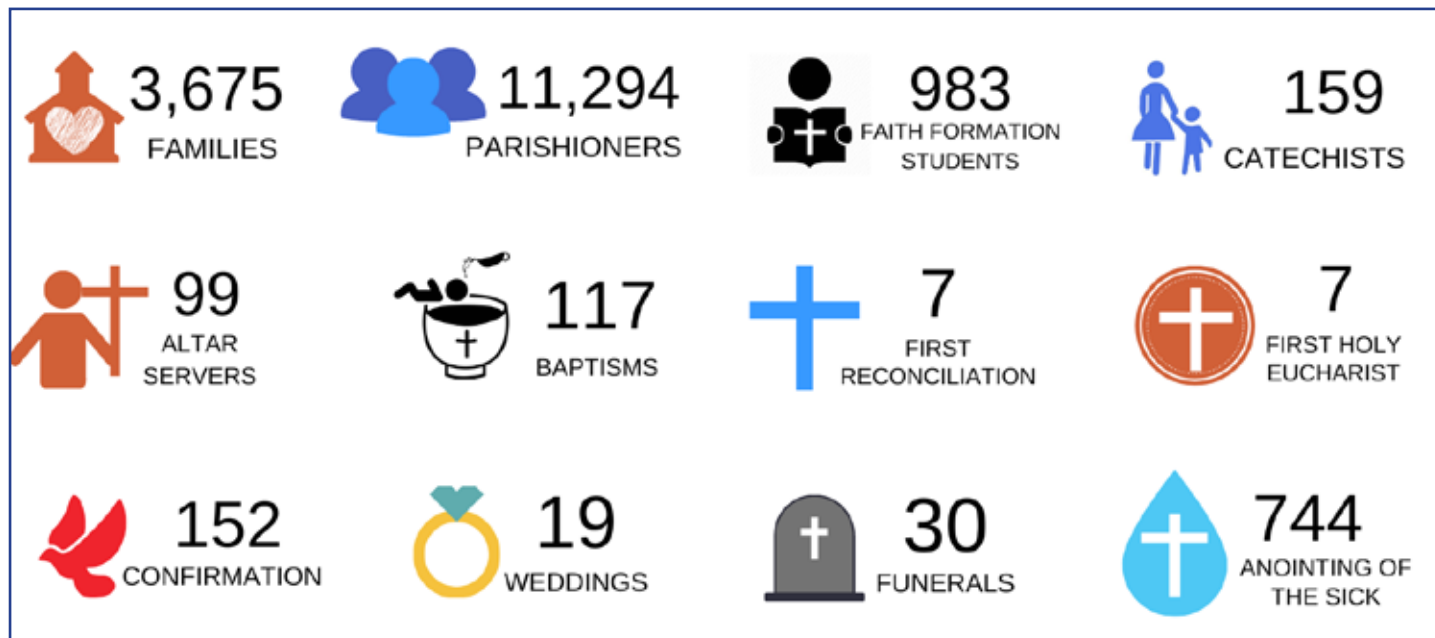 3,675
FAMILIES
11,294
PARISHIONERS
983
FAITH FORMATION
STUDENTS
159
CATECHISTS
99
ALTAR
SERVERS
117
BAPTISMS
7
FIRST
RECONCILIATION
7
FIRST HOLY
EUCHARIST
152
CONFIRMATION
19
WEDDINGS
30
FUNERALS
744
ANOINTING OF
THE SICK